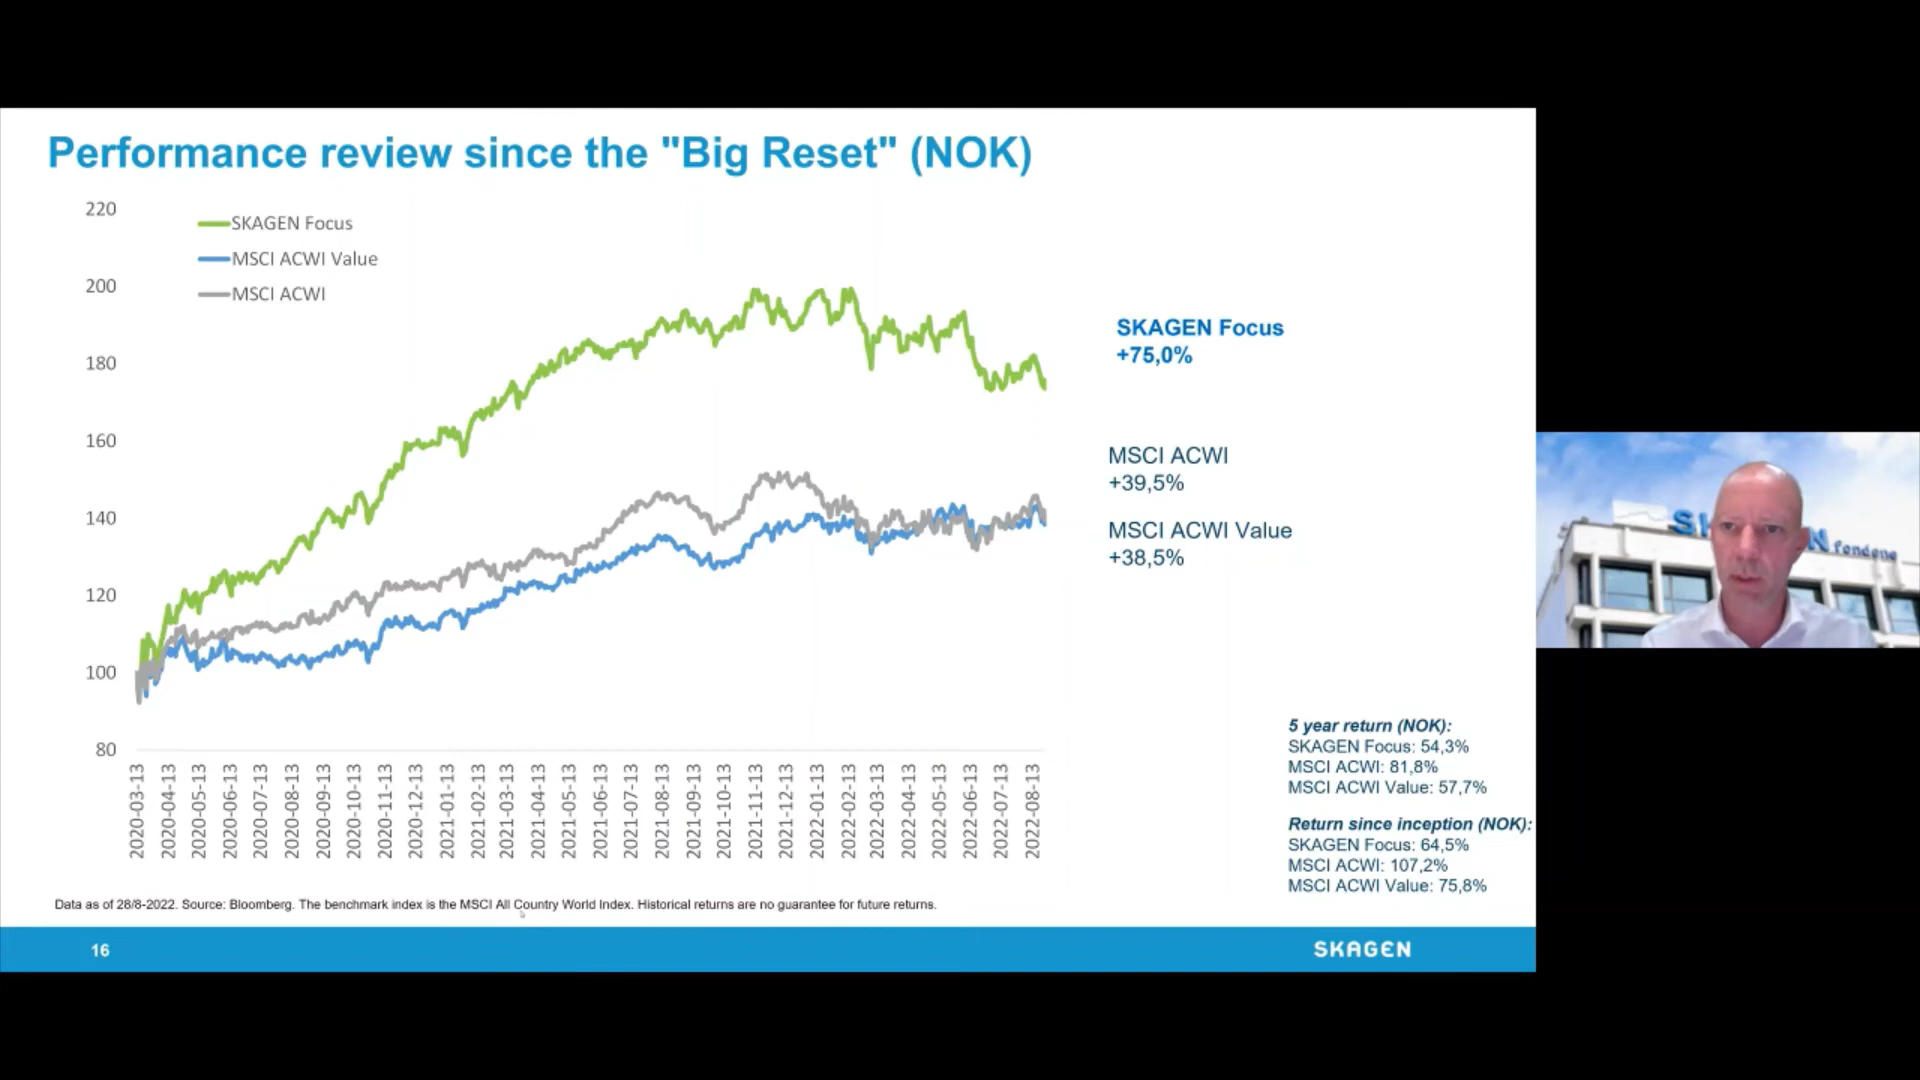 Performance review since the "Big Reset" (NOK)
220
200
180
160
140
120
100
80
SKAGEN Focus
MSCI ACWI Value
MSCI ACWI
2020-03-13
2020-04-13
2020-05-13
2020-06-13
2020-07-13
2020-08-13
2020-09-13
2020-10-13
2020-11-13
2020-12-13
2021-01-13
2021-02-13
2021-03-13
2021-04-13
2021-05-13
2021-06-13
2021-07-13
2021-08-13
2021-09-13
2021-10-13
2021-11-13
2021-12-13
2022-01-13
2022-02-13
2022-03-13
2022-04-13
2022-05-13
2022-06-13
2022-07-13
2022-08-13
SKAGEN Focus
+75,0%
MSCI ACWI
+39,5%
MSCI ACWI Value
+38,5%
5 year return (NOK):
SKAGEN Focus: 54,3%
MSCI ACWI: 81,8%
MSCI ACWI Value: 57,7%
Return since inception (NOK):
SKAGEN Focus: 64,5%
MSCI ACWI: 107,2%
MSCI ACWI Value: 75,8%
Data as of 28/8-2022. Source: Bloomberg. The benchmark index is the MSCI All Country World Index. Historical returns are no guarantee for future returns.
16
SKAGEN
fondene